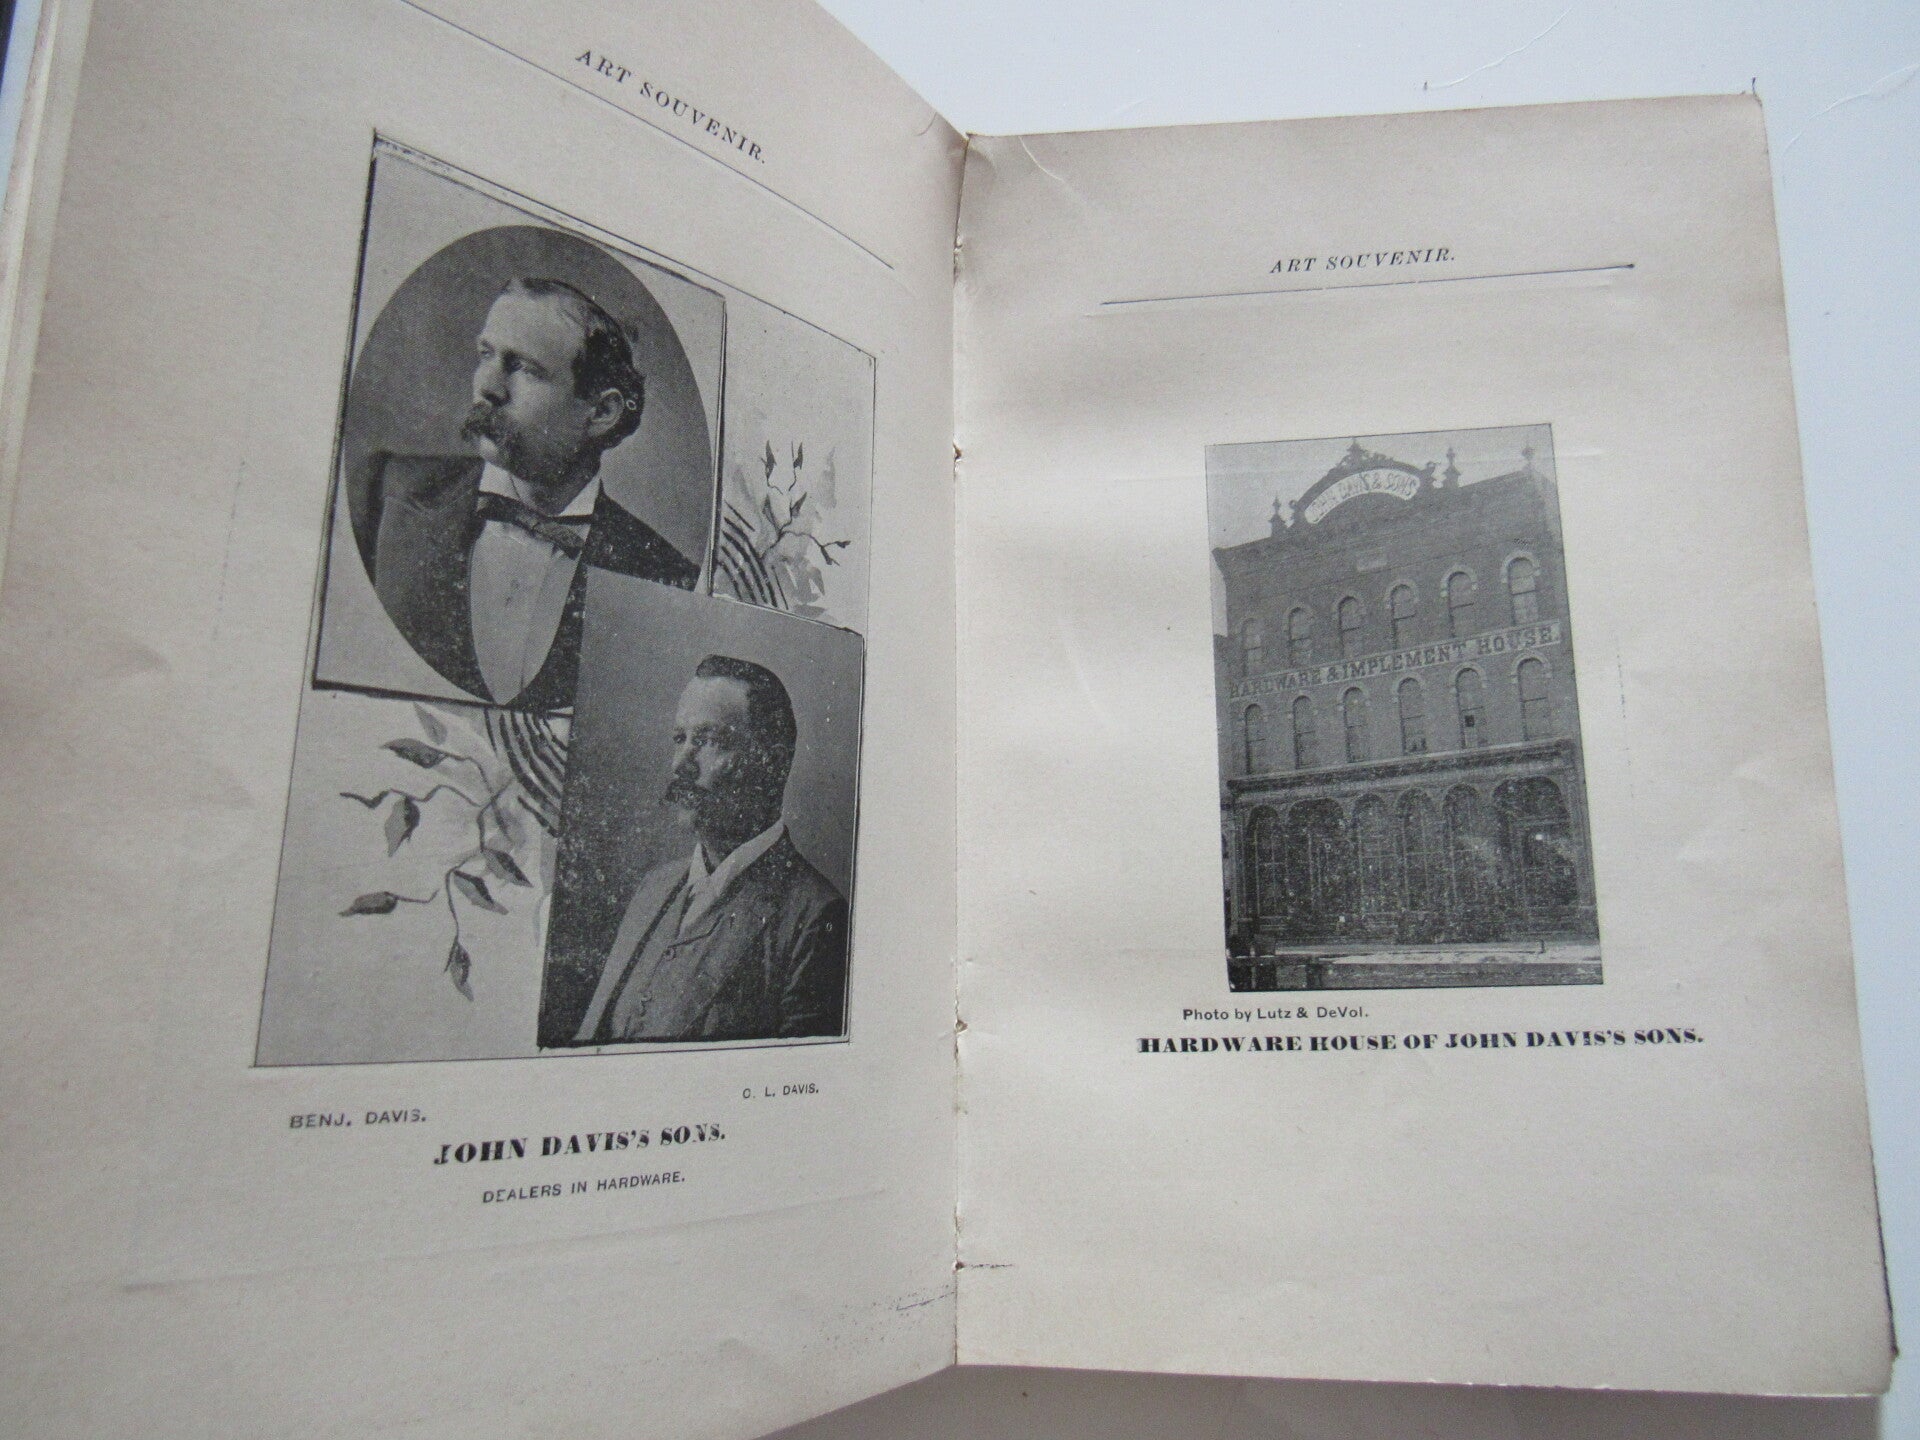 ART SOUVENIR.
BENJ. DAVIS.
C. L. DAVIS.
JOHN DAVIS'S SONS.
DEALERS IN HARDWARE.
ART SOUVENIR.
JOHN DAVIS & SONS
HARDWARE & IMPLEMENT HOUSE.
Photo by Lutz & DeVol.
HARDWARE HOUSE OF JOHN DAVIS'S SONS.